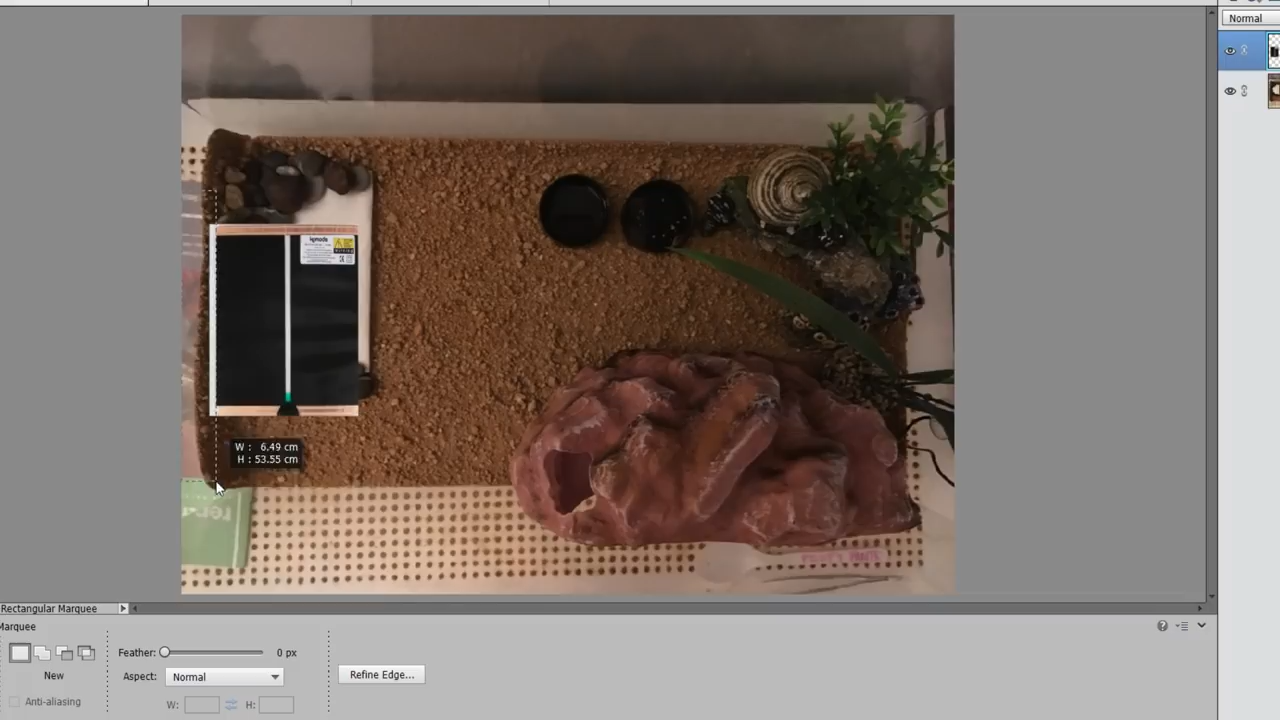 Normal
komodo
W : 6.49 cm
H : 53.55 cm
Rectangular Marquee
Marquee
Feather:
0 px
Aspect:
Normal
Refine Edge...
New
Anti-aliasing
W:
H: